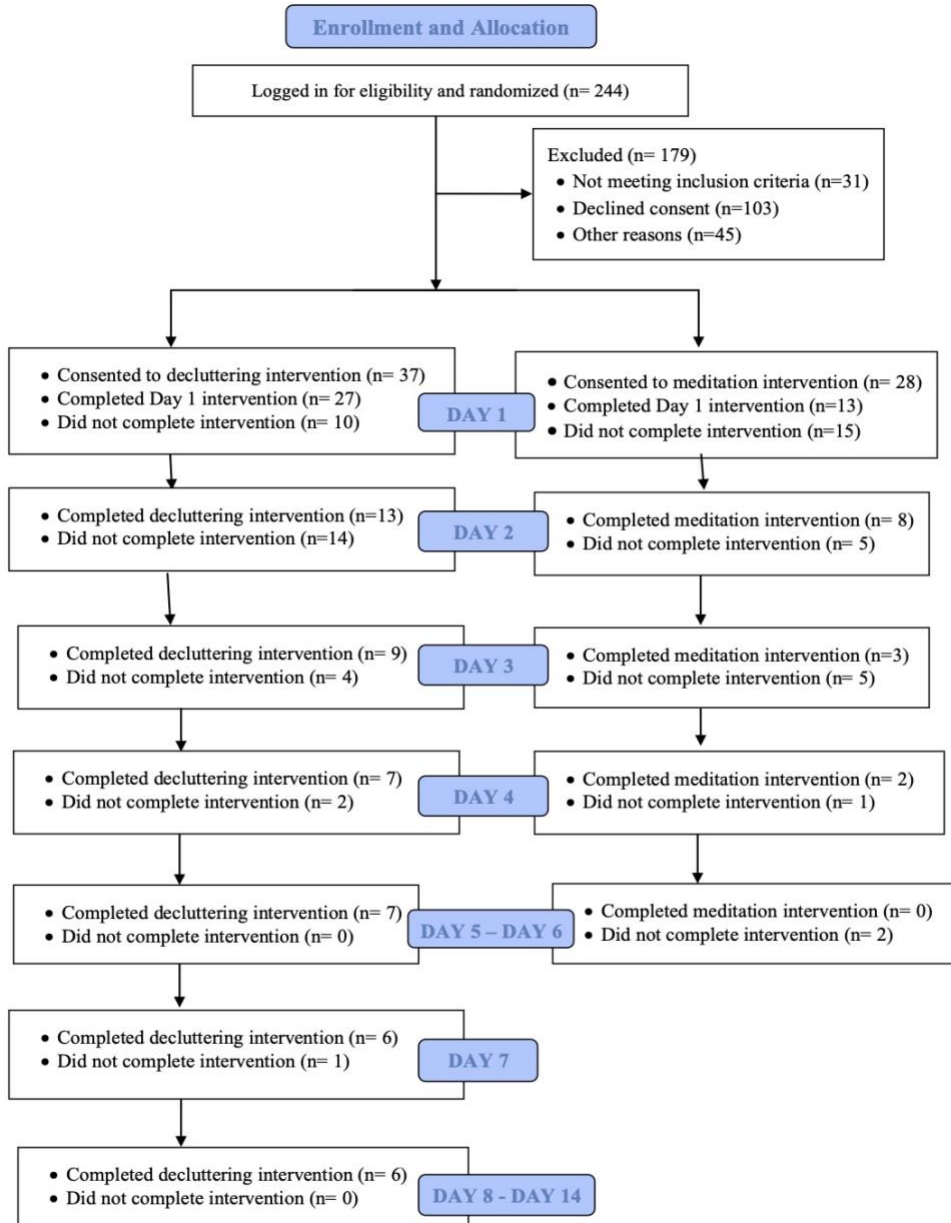 Enrollment and Allocation
Logged in for eligibility and randomized (n= 244)
Excluded (n= 179)
• Not meeting inclusion criteria (n=31)
• Declined consent (n=103)
• Other reasons (n=45)
• Consented to decluttering intervention (n= 37)
• Completed Day 1 intervention (n= 27)
• Did not complete intervention (n= 10)
DAY 1
• Consented to meditation intervention (n= 28)
• Completed Day 1 intervention (n=13)
• Did not complete intervention (n=15)
• Completed decluttering intervention (n=13)
• Did not complete intervention (n=14)
DAY 2
• Completed meditation intervention (n= 8)
• Did not complete intervention (n= 5)
• Completed decluttering intervention (n= 9)
• Did not complete intervention (n= 4)
DAY 3
• Completed meditation intervention (n=3)
• Did not complete intervention (n= 5)
• Completed decluttering intervention (n= 7)
• Did not complete intervention (n= 2)
DAY 4
• Completed meditation intervention (n= 2)
• Did not complete intervention (n= 1)
• Completed decluttering intervention (n= 7)
• Did not complete intervention (n= 0)
DAY 5 – DAY 6
• Completed meditation intervention (n= 0)
• Did not complete intervention (n= 2)
• Completed decluttering intervention (n= 6)
• Did not complete intervention (n= 1)
DAY 7
• Completed decluttering intervention (n= 6)
• Did not complete intervention (n= 0)
DAY 8 - DAY 14